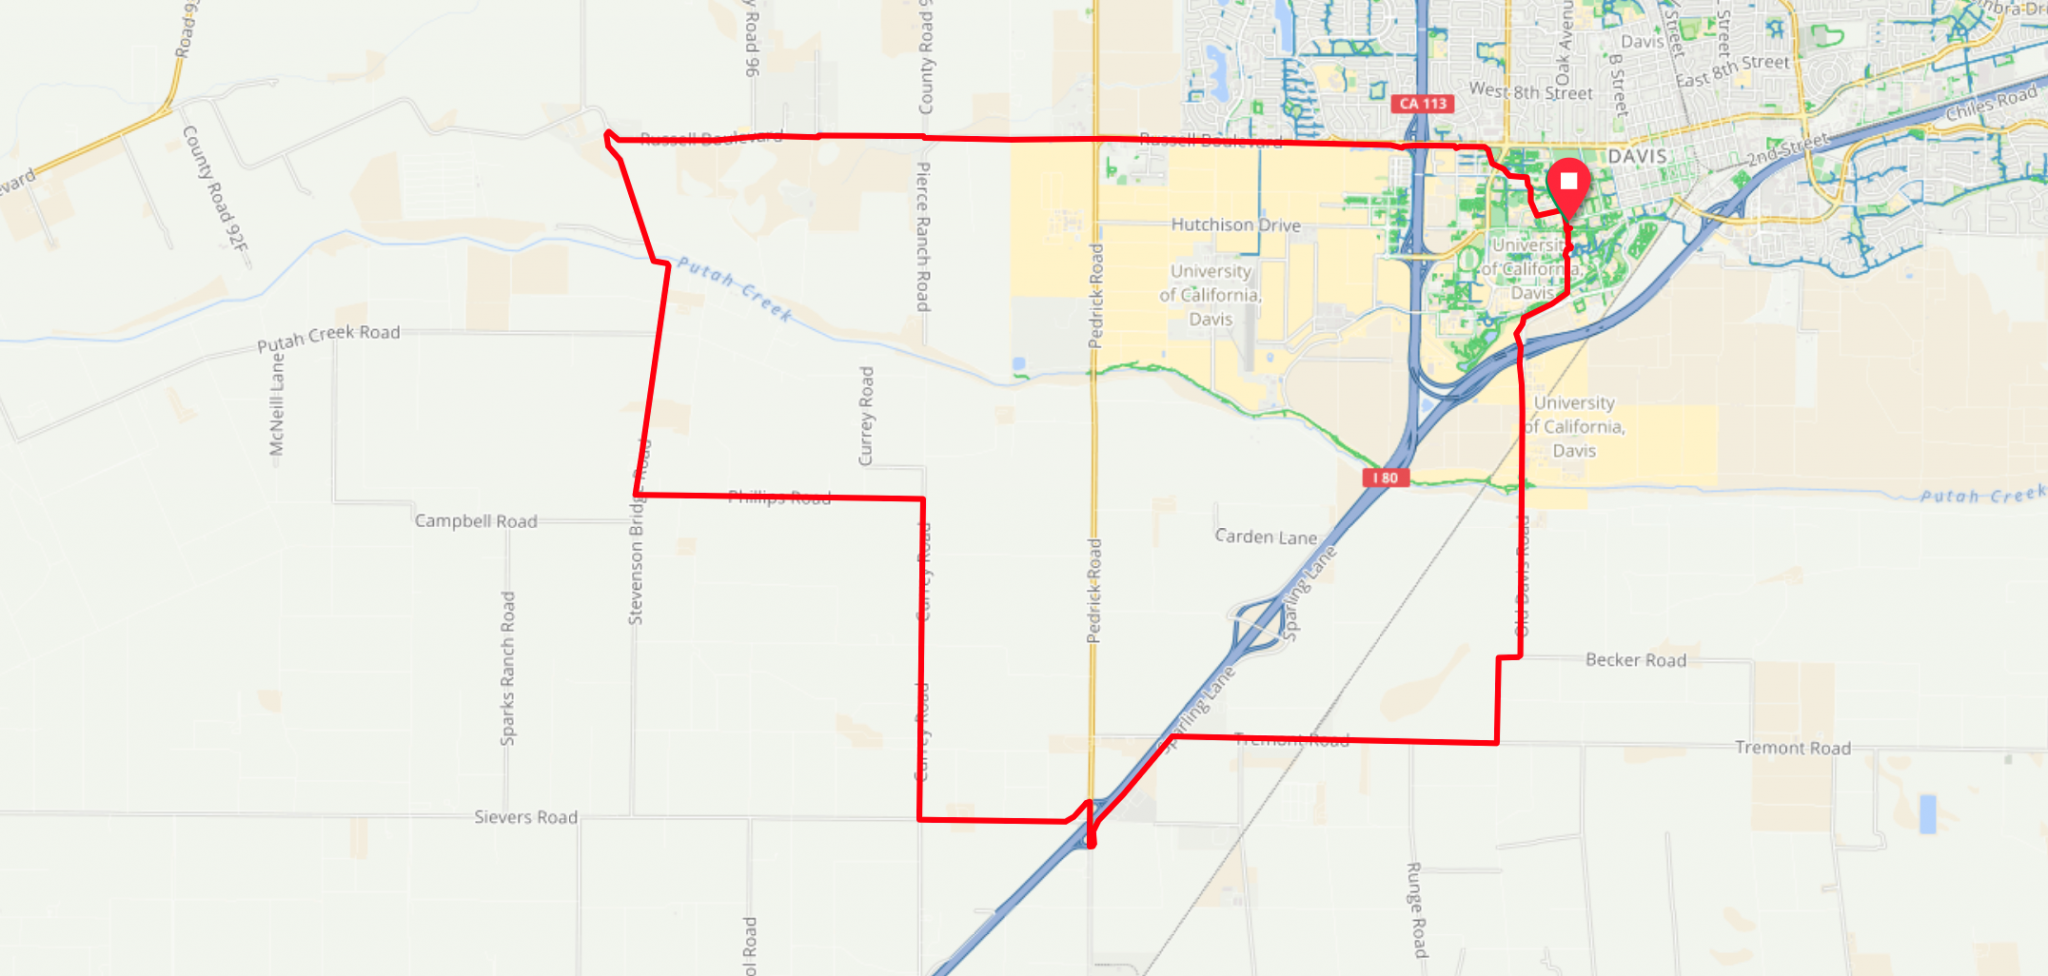 Road 9
y Road 96
County Road 96
Oak Avenue
Davis
Street
Street
East 8th Street
B Street
West 8th Street
CA 113
Chiles Road
2nd Street
DAVIS
Russell Boulevard
Russell Boulevard
evard
County Road 92F
Pierce Ranch Road
Hutchison Drive
University
of California,
Davis
University
of California,
Davis
Pedrick Road
Putah Creek
Putah Creek Road
McNeill Lane
Currey Road
University
of California,
Davis
I 80
Putah Creek
Stevenson Bridge Road
Phillips Road
Campbell Road
Currey Road
Carden Lane
Sparling Lane
Old Davis Road
Pedrick Road
Sparks Ranch Road
Becker Road
Sparling Lane
Currey Road
Tremont Road
Tremont Road
Sievers Road
Runge Road
ol Road